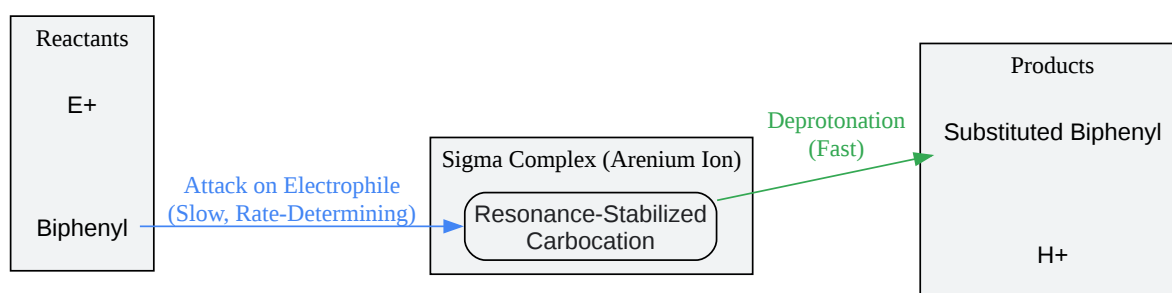 Reactants
E+
Biphenyl
Attack on Electrophile
(Slow, Rate-Determining)
Sigma Complex (Arenium Ion)
Resonance-Stabilized
Carbocation
Deprotonation
(Fast)
Products
Substituted Biphenyl
H+